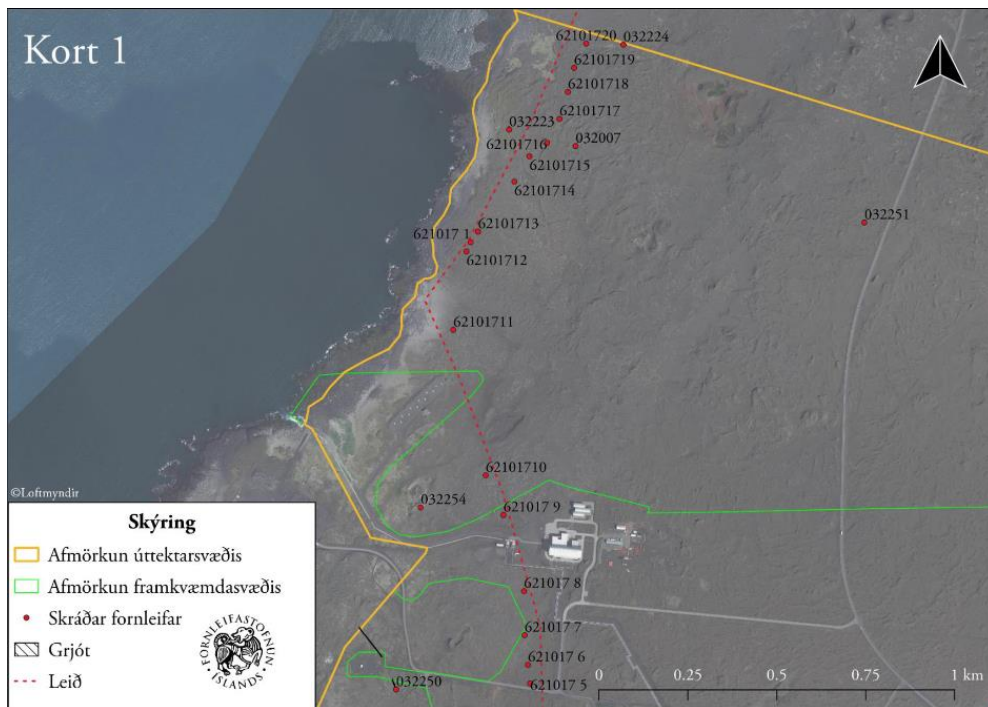 Kort 1
62101720
032224
62101719
62101718
62101717
032223
62101716
032007
62101715
62101714
032251
62101713
621017 1
62101712
62101711
62101710
032254
621017 9
621017 8
621017 7
621017 6
621017 5
032250
©Loftmyndir
Skýring
Afmörkun úttektarsvæðis
Afmörkun framkvæmdasvæðis
Skráðar fornleifar
Grjót
Leið
FORNLEIFASTOFNUN ÍSLANDS
0 0.25 0.5 0.75 1 km